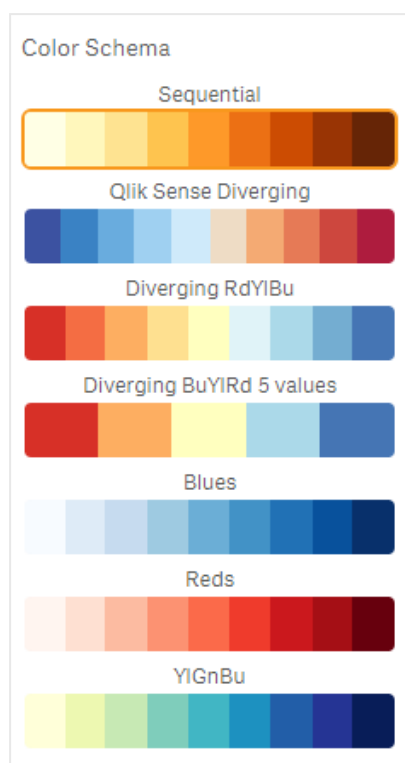 Color Schema
Sequential
Qlik Sense Diverging
Diverging RdYlBu
Diverging BuYlRd 5 values
Blues
Reds
YlGnBu